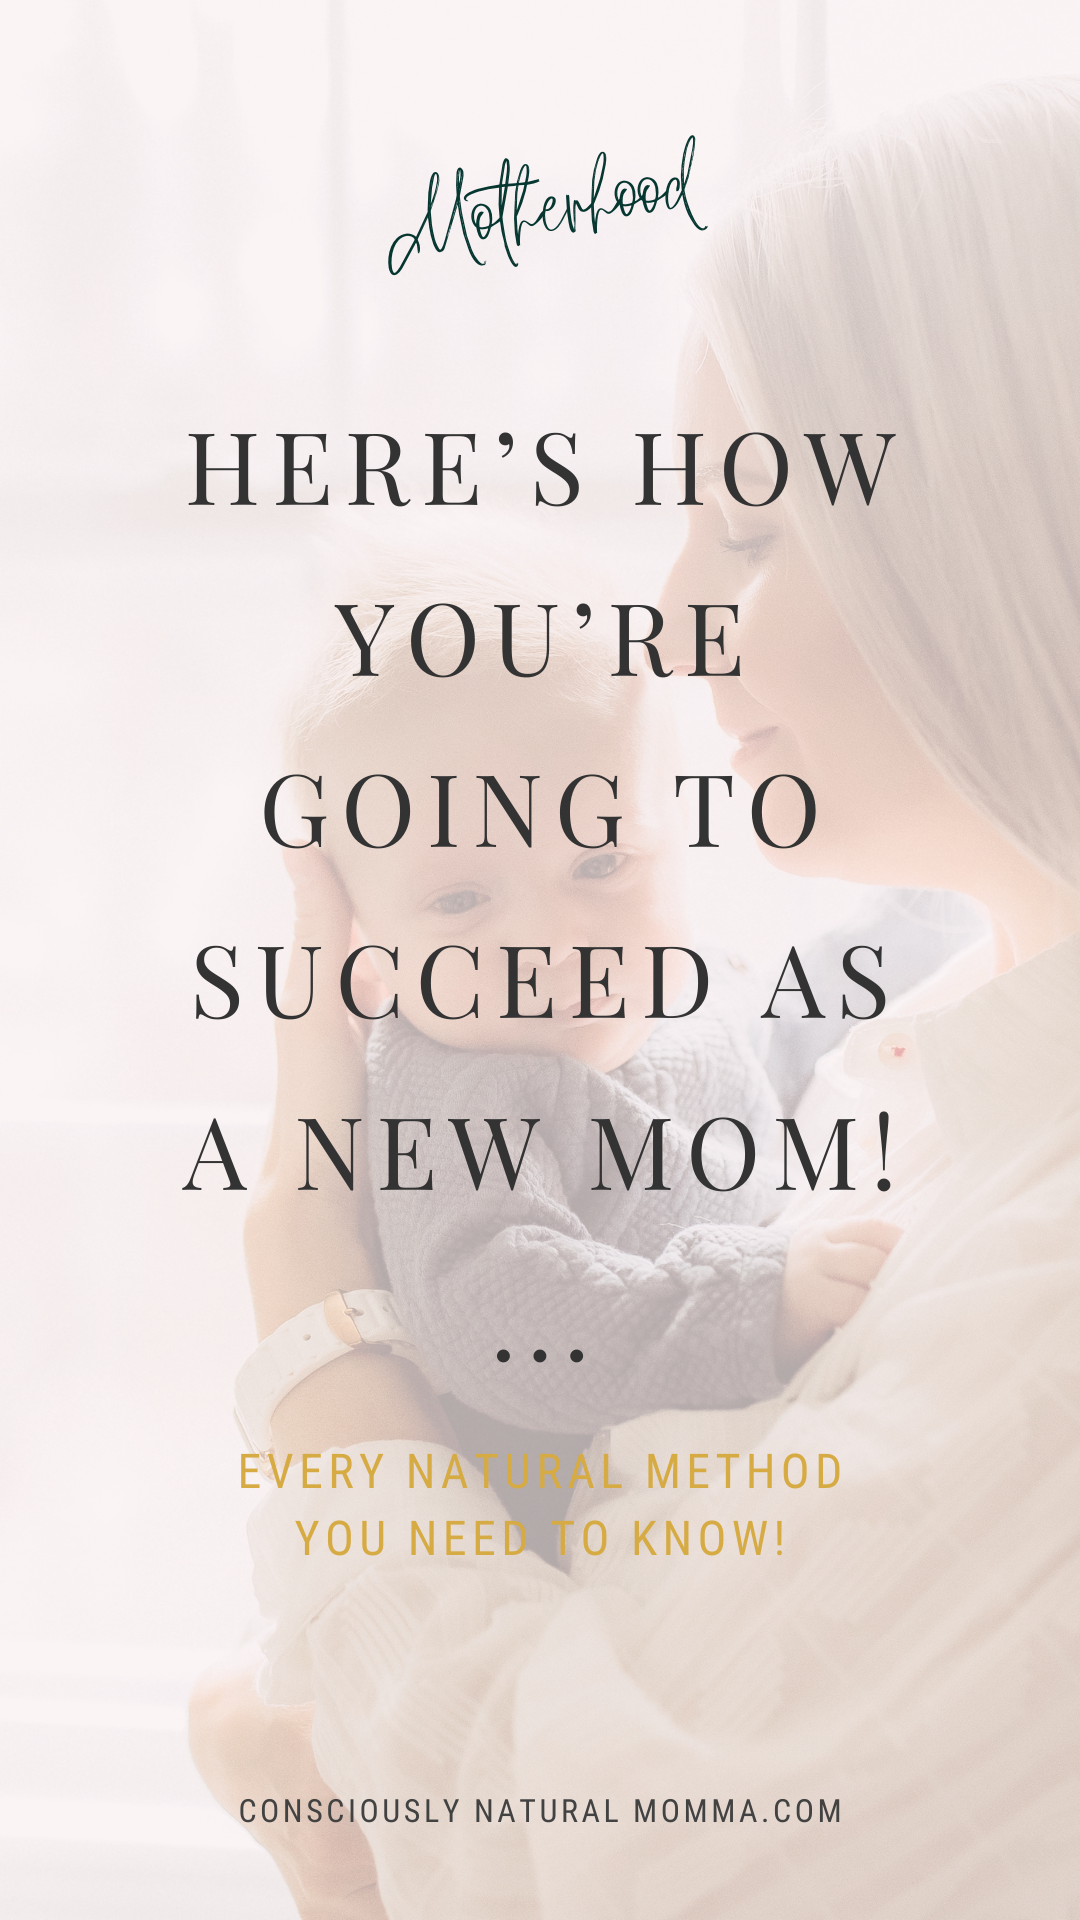 Motherhood
HERE’S HOW
YOU’RE
GOING TO
SUCCEED AS
A NEW MOM!
...
EVERY NATURAL METHOD
YOU NEED TO KNOW!
CONSCIOUSLY NATURAL MOMMA.COM